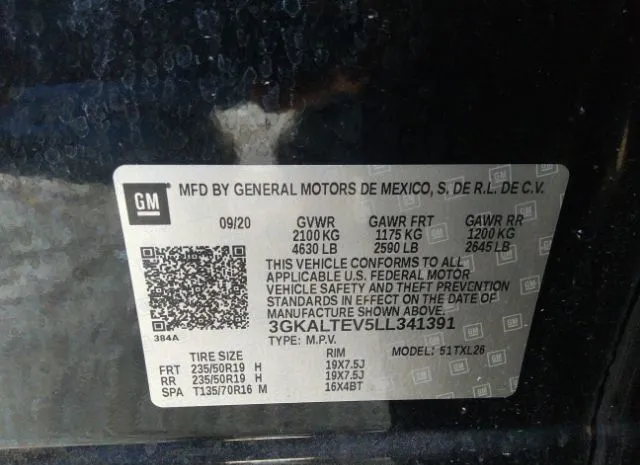 GM MFD BY GENERAL MOTORS DE MEXICO, S. DE R.L. DE C.V.
09/20 GVWR GAWR FRT GAWR RR
2100 KG 1175 KG 1200 KG
4630 LB 2590 LB 2645 LB
THIS VEHICLE CONFORMS TO ALL
APPLICABLE U.S. FEDERAL MOTOR
VEHICLE SAFETY AND THEFT PREVENTION
STANDARDS IN EFFECT ON THE DATE OF
MANUFACTURE SHOWN ABOVE.
3GKALTEV5LL341391
384A TYPE: M.P.V. MODEL: 51TXL26
TIRE SIZE RIM
FRT 235/50R19 H 19X7.5J
RR 235/50R19 H 19X7.5J
SPA T135/70R16 M 16X4BT